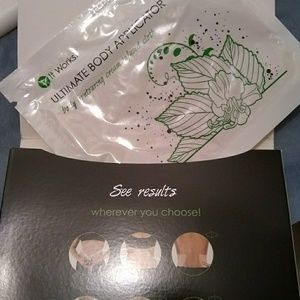 It Works!
ULTIMATE BODY APPLICATOR
See results
wherever you choose!